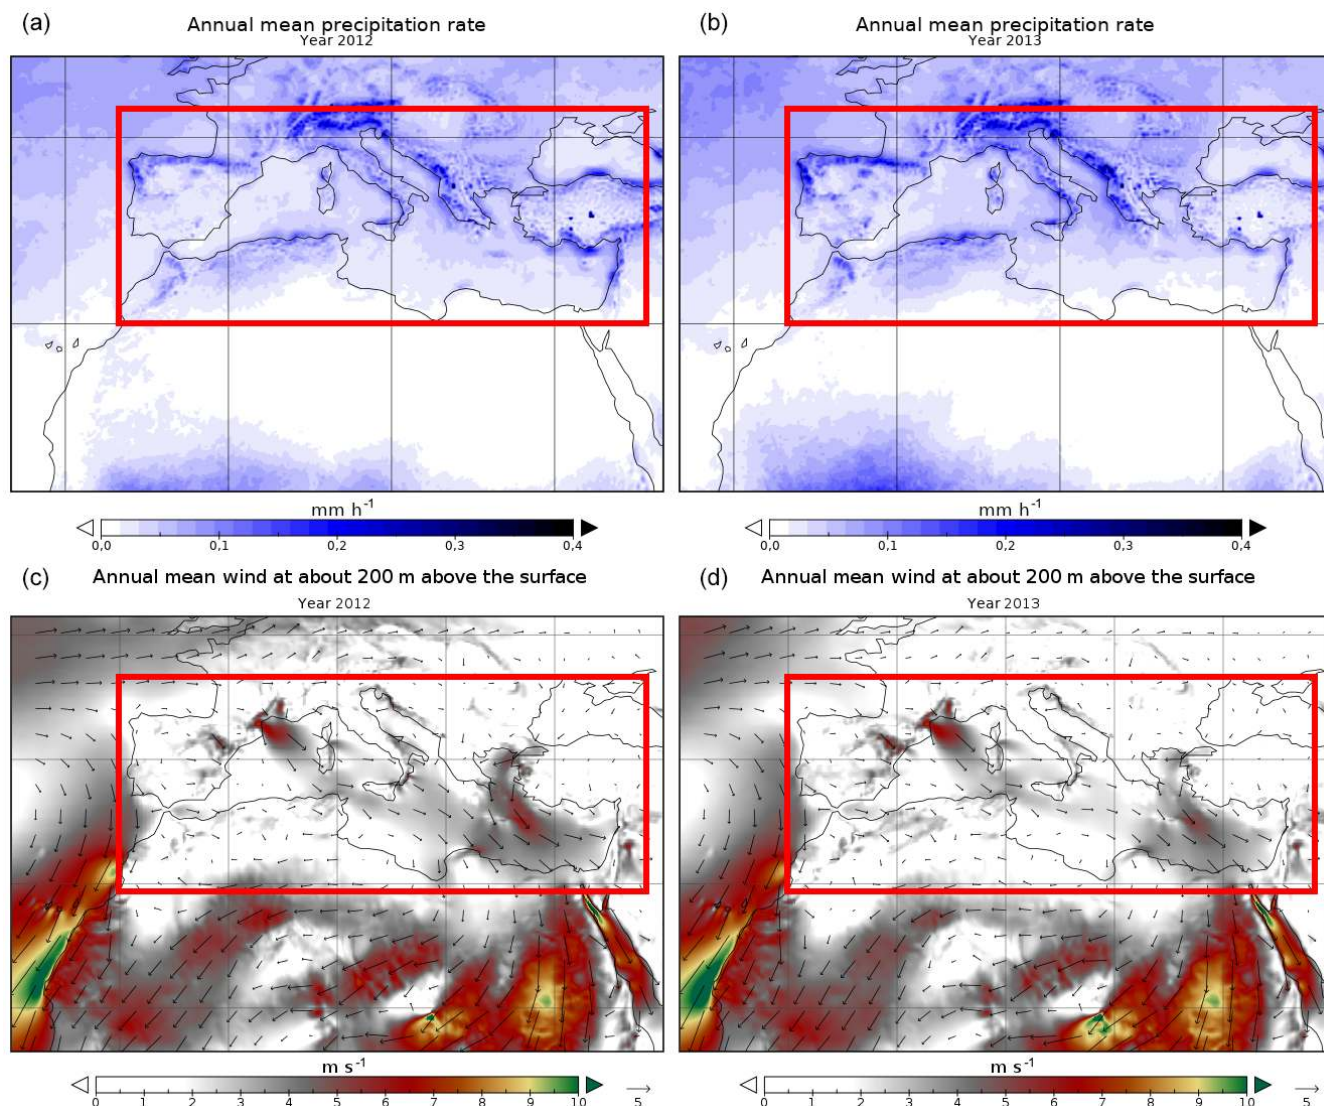 (a)
Annual mean precipitation rate
Year 2012
mm h⁻¹
0,0 0,1 0,2 0,3 0,4
(b)
Annual mean precipitation rate
Year 2013
mm h⁻¹
0,0 0,1 0,2 0,3 0,4
(c) Annual mean wind at about 200 m above the surface
Year 2012
m s⁻¹
0 1 2 3 4 5 6 7 8 9 10 5
(d) Annual mean wind at about 200 m above the surface
Year 2013
m s⁻¹
0 1 2 3 4 5 6 7 8 9 10 5